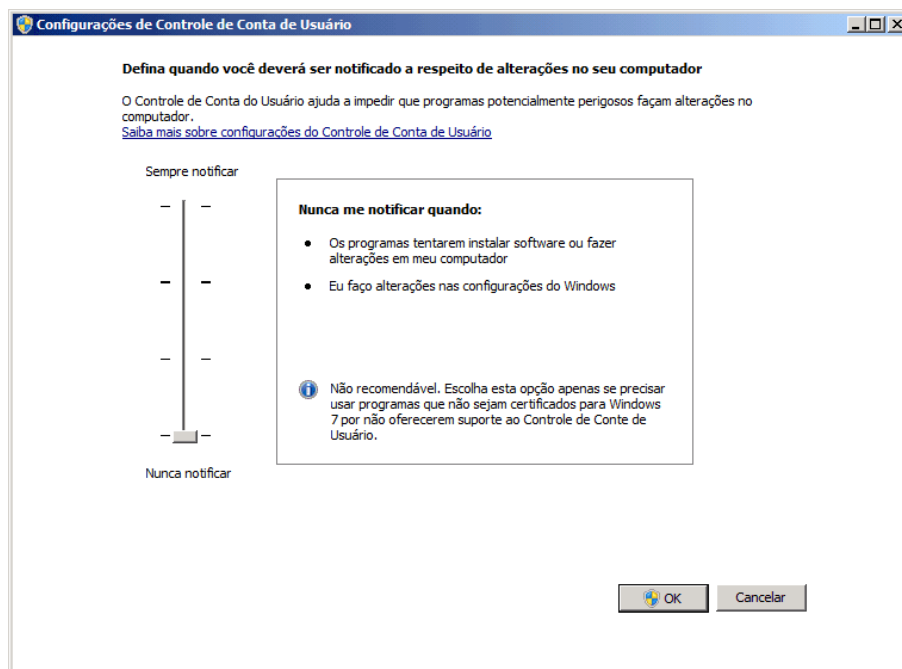 Configurações de Controle de Conta de Usuário
Defina quando você deverá ser notificado a respeito de alterações no seu computador
O Controle de Conta do Usuário ajuda a impedir que programas potencialmente perigosos façam alterações no
computador.
Saiba mais sobre configurações do Controle de Conta de Usuário
Sempre notificar
Nunca me notificar quando:
Os programas tentarem instalar software ou fazer
alterações em meu computador
Eu faço alterações nas configurações do Windows
Não recomendável. Escolha esta opção apenas se precisar
usar programas que não sejam certificados para Windows
7 por não oferecerem suporte ao Controle de Conte de
Usuário.
Nunca notificar
OK
Cancelar